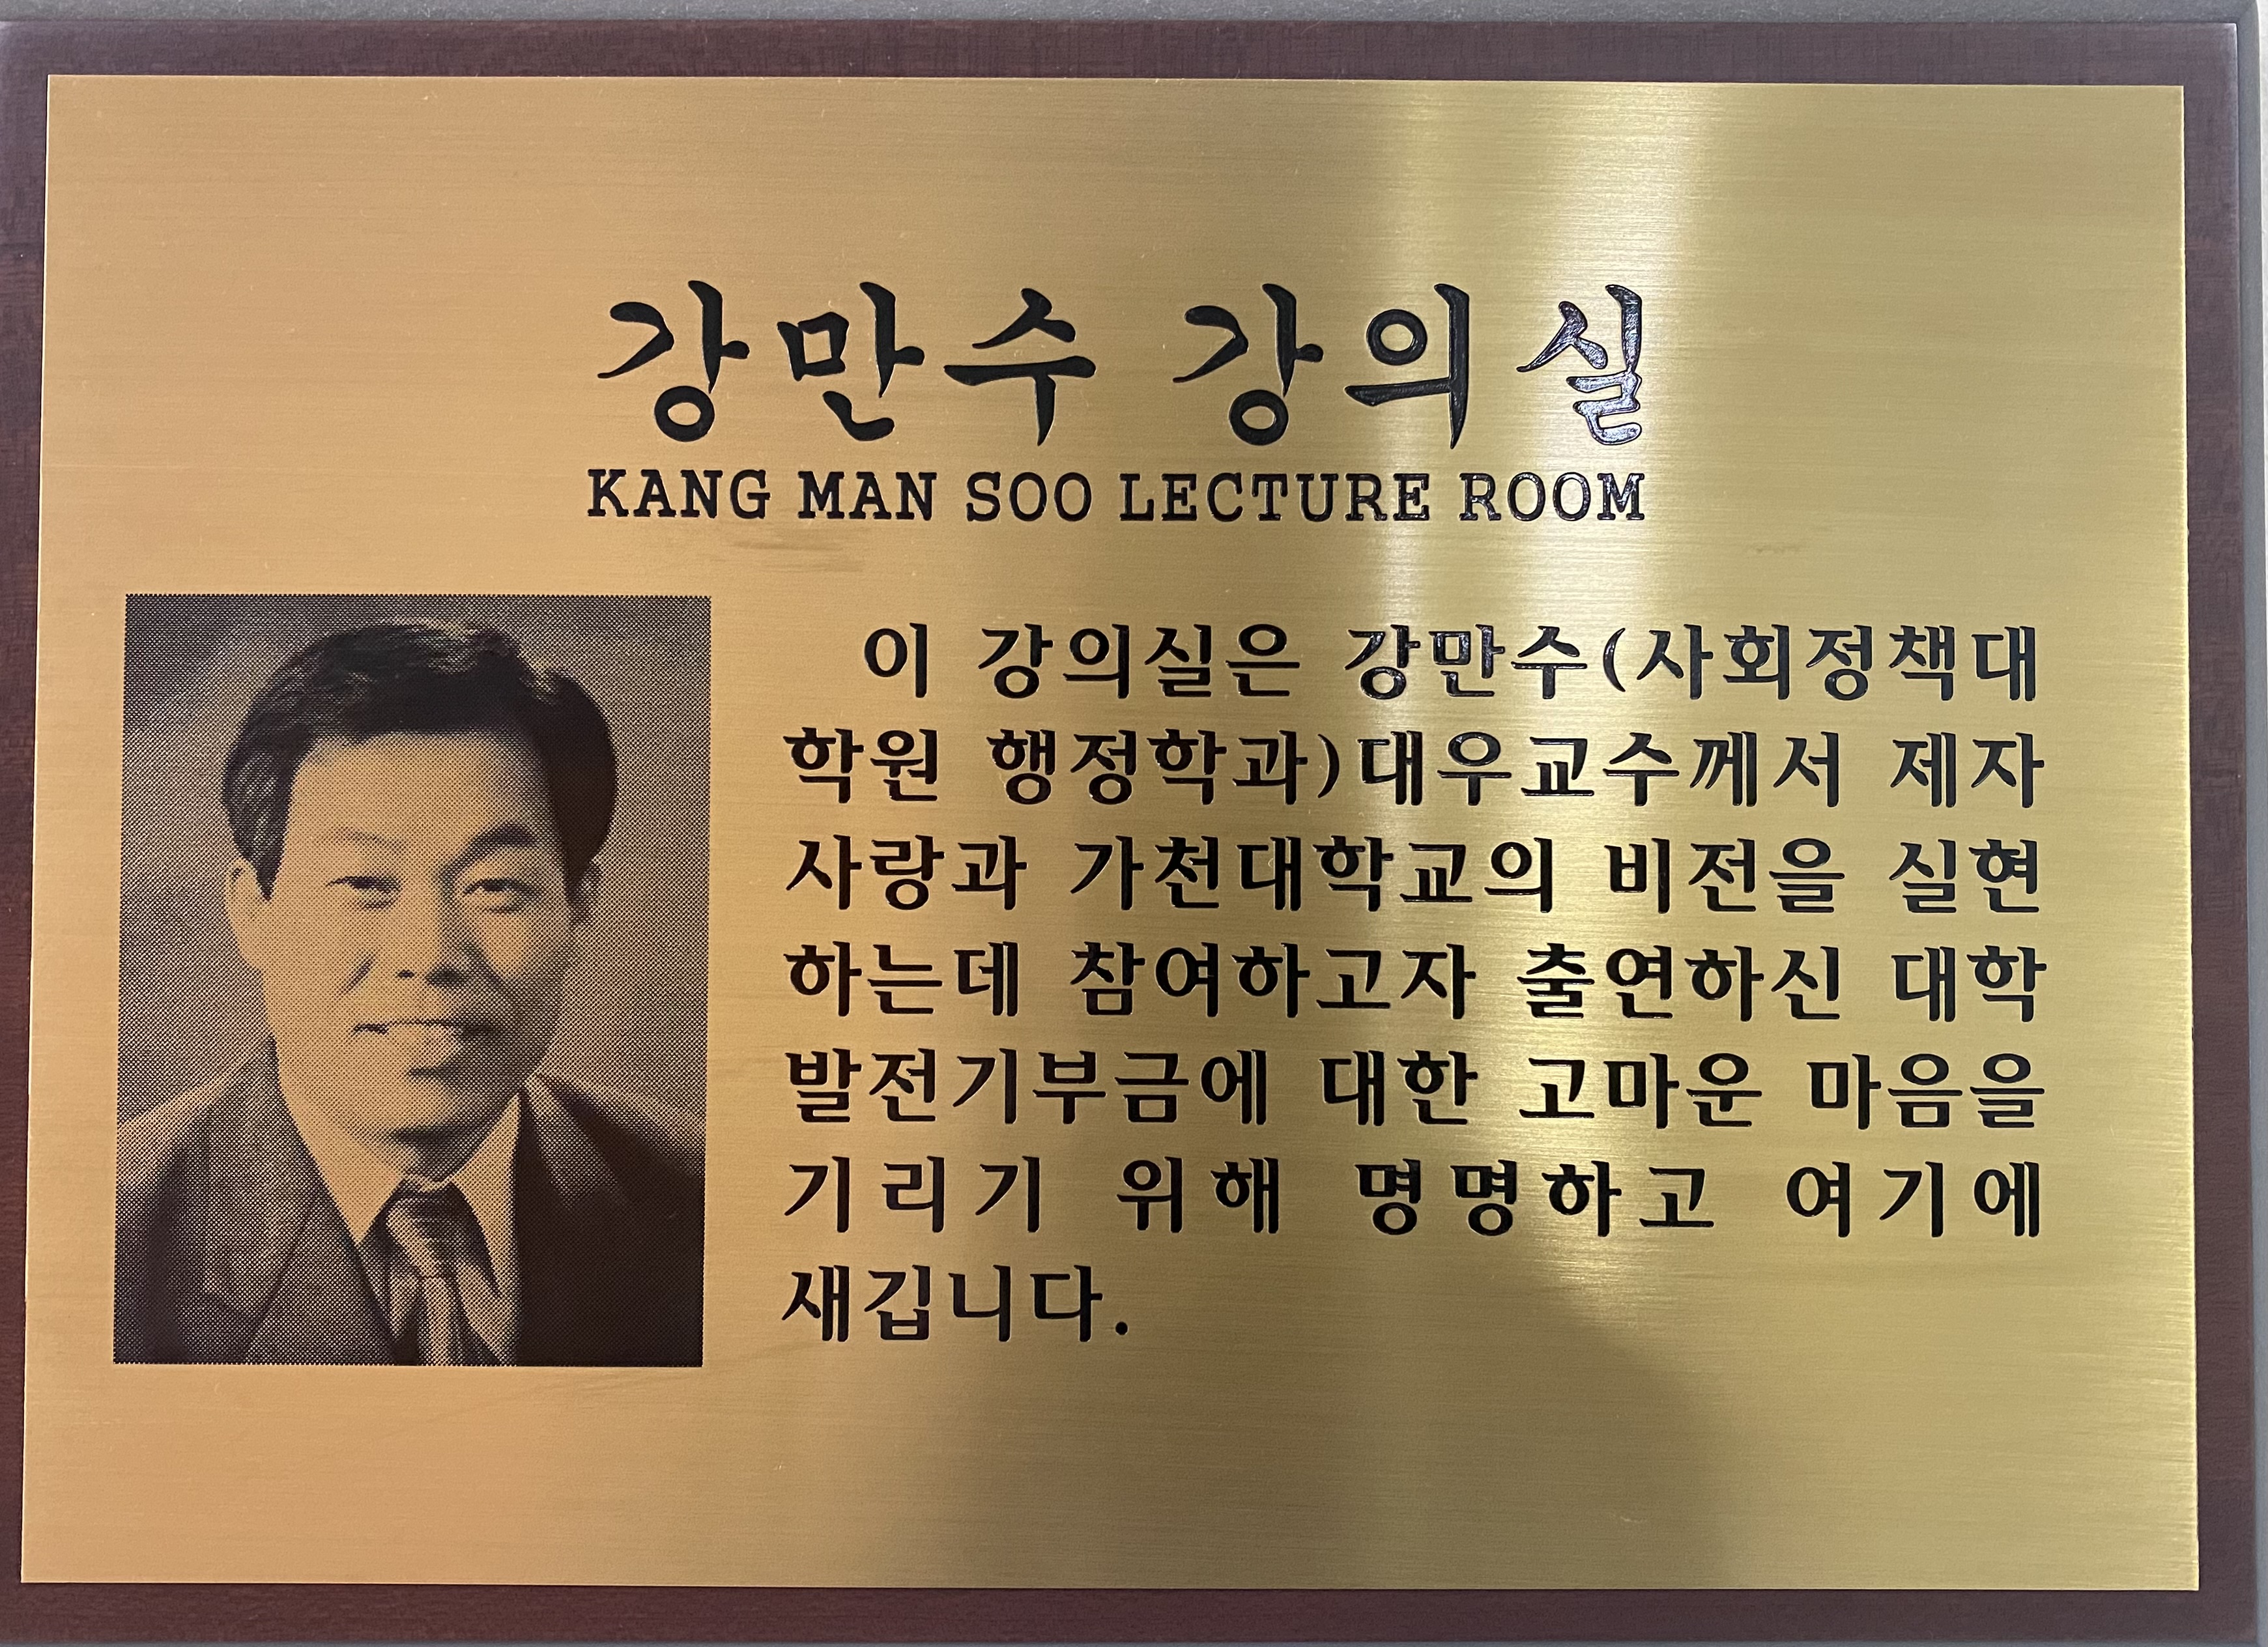 강만수 강의실
KANG MAN SOO LECTURE ROOM
이 강의실은 강만수(사회정책대
학원 행정학과)대우교수께서 제자
사랑과 가천대학교의 비전을 실현
하는데 참여하고자 출연하신 대학
발전기부금에 대한 고마운 마음을
기리기 위해 명명하고 여기에
새깁니다.